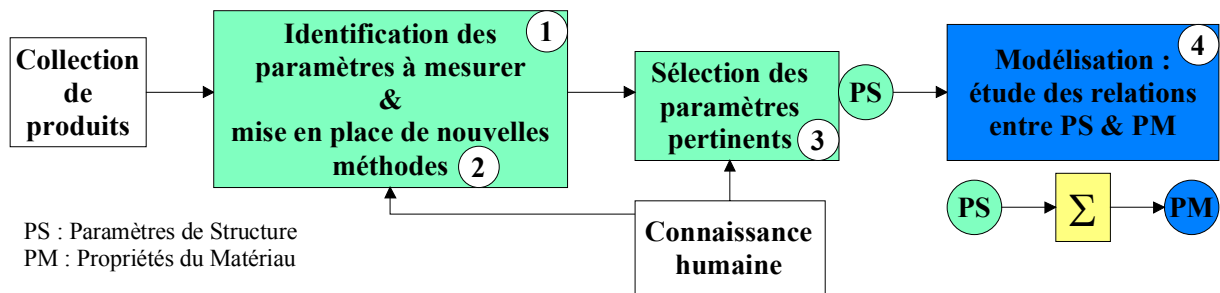 Collection
de
produits
Identification des
paramètres à mesurer
&
mise en place de nouvelles
méthodes
1
2
Sélection des
paramètres
pertinents
3
PS
Modélisation :
étude des relations
entre PS & PM
4
PS
Σ
PM
Connaissance
humaine
PS : Paramètres de Structure
PM : Propriétés du Matériau